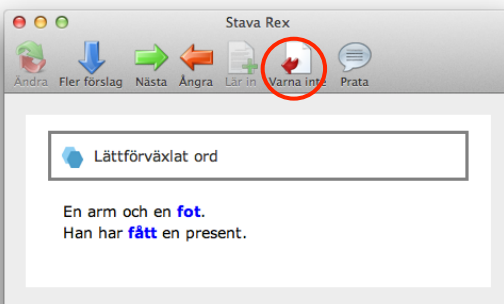 Stava Rex
Ändra Fler förslag Nästa Ångra Lär in Varna inte Prata
Lättförväxlat ord
En arm och en fot.
Han har fått en present.